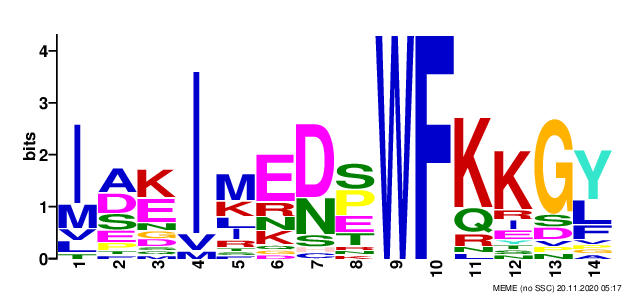 4
3
2
1
0
bits
I M V L T
A D S E P T F
K E N G D S M
I V M
M K L I R T S
E R N K S T
D N S T G
S P E T R N K
W
F
K Q R N L
K R I E Y T N
G S D V N
Y L F V I S A
1 2 3 4 5 6 7 8 9 10 11 12 13 14
MEME (no SSC) 20.11.2020 05:17